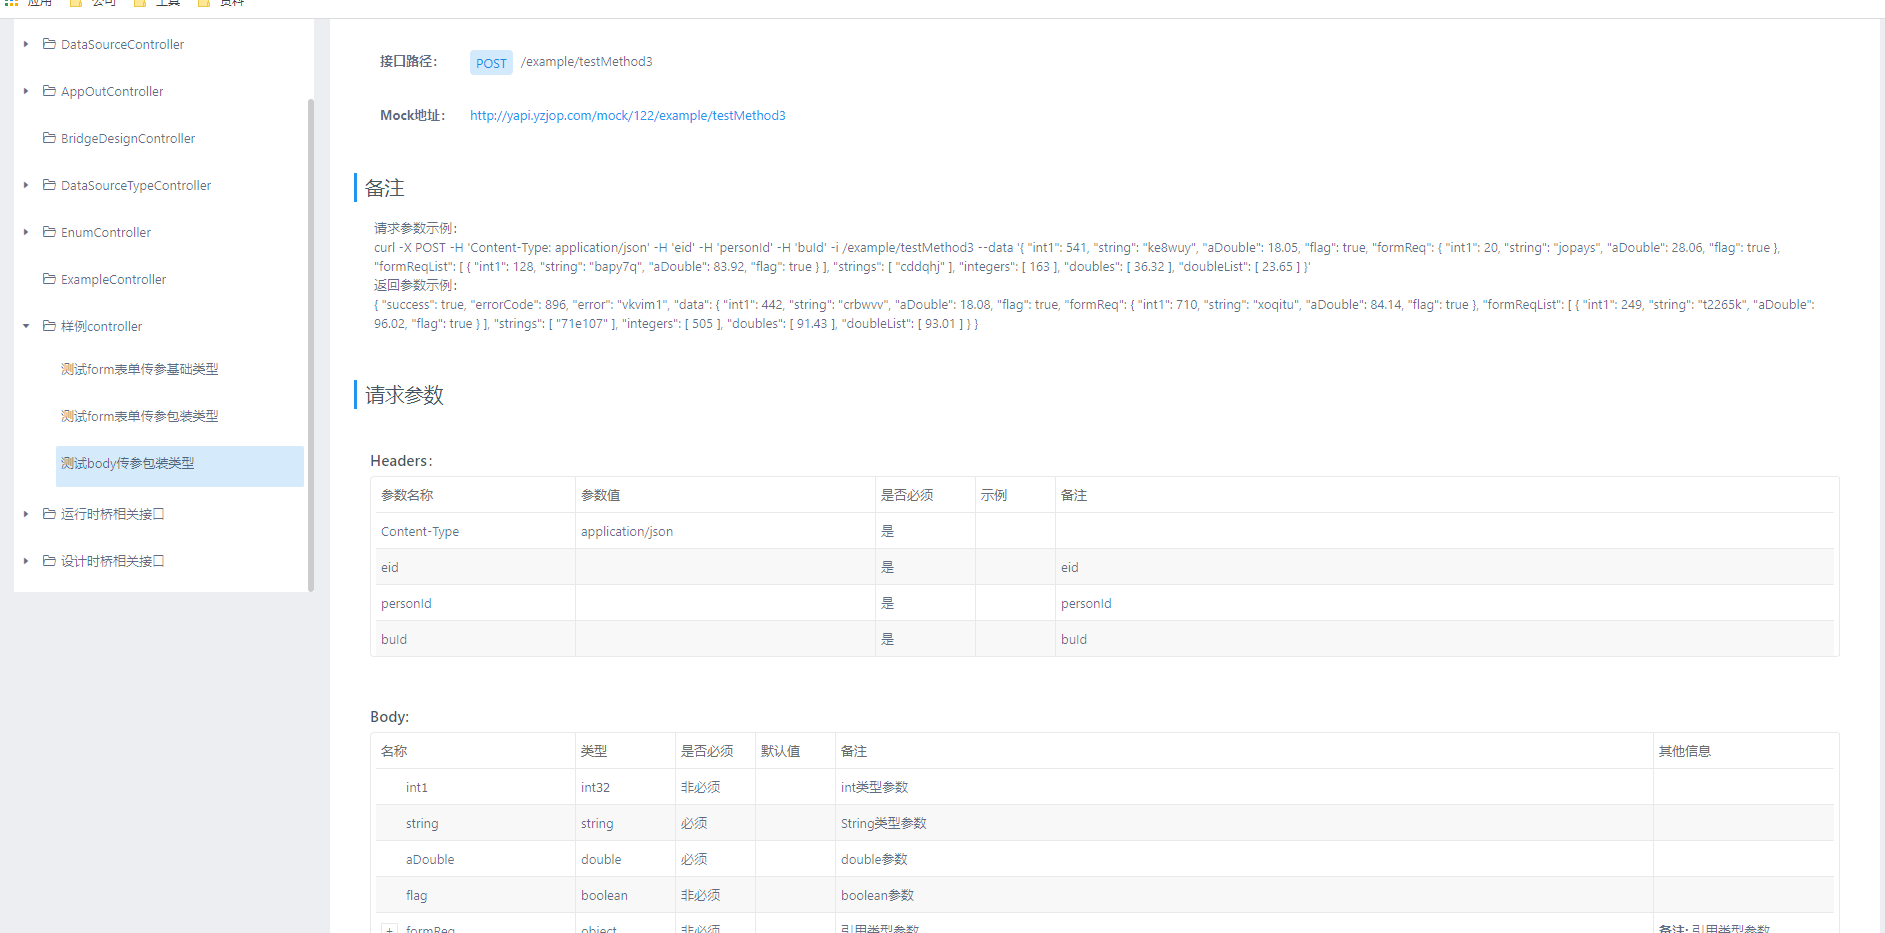 应用 公司 工具 资料
DataSourceController
AppOutController
BridgeDesignController
DataSourceTypeController
EnumController
ExampleController
样例controller
测试form表单传参基础类型
测试form表单传参包装类型
测试body传参包装类型
运行时桥相关接口
设计时桥相关接口
接口路径： POST /example/testMethod3
Mock地址： http://yapi.yzjop.com/mock/122/example/testMethod3
备注
请求参数示例：
curl -X POST -H 'Content-Type: application/json' -H 'eid' -H 'personId' -H 'buId' -i /example/testMethod3 --data '{ "int1": 541, "string": "ke8wuy", "aDouble": 18.05, "flag": true, "formReq": { "int1": 20, "string": "jopays", "aDouble": 28.06, "flag": true },
"formReqList": [ { "int1": 128, "string": "bapy7q", "aDouble": 83.92, "flag": true } ], "strings": [ "cddqhj" ], "integers": [ 163 ], "doubles": [ 36.32 ], "doubleList": [ 23.65 ] }'
返回参数示例：
{ "success": true, "errorCode": 896, "error": "vkvim1", "data": { "int1": 442, "string": "crbwvv", "aDouble": 18.08, "flag": true, "formReq": { "int1": 710, "string": "xoqitu", "aDouble": 84.14, "flag": true }, "formReqList": [ { "int1": 249, "string": "t2265k", "aDouble":
96.02, "flag": true } ], "strings": [ "71e107" ], "integers": [ 505 ], "doubles": [ 91.43 ], "doubleList": [ 93.01 ] } }
请求参数
Headers：
参数名称 参数值 是否必须 示例 备注
Content-Type application/json 是
eid 是 eid
personId 是 personId
buId 是 buId
Body:
名称 类型 是否必须 默认值 备注 其他信息
int1 int32 非必须 int类型参数
string string 必须 String类型参数
aDouble double 必须 double参数
flag boolean 非必须 boolean参数
formReq object 非必须 引用类型参数 备注: 引用类型参数